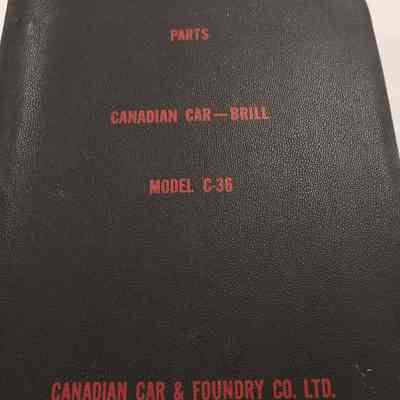 PARTS
CANADIAN CAR—BRILL
MODEL C-36
CANADIAN CAR & FOUNDRY CO. LTD.